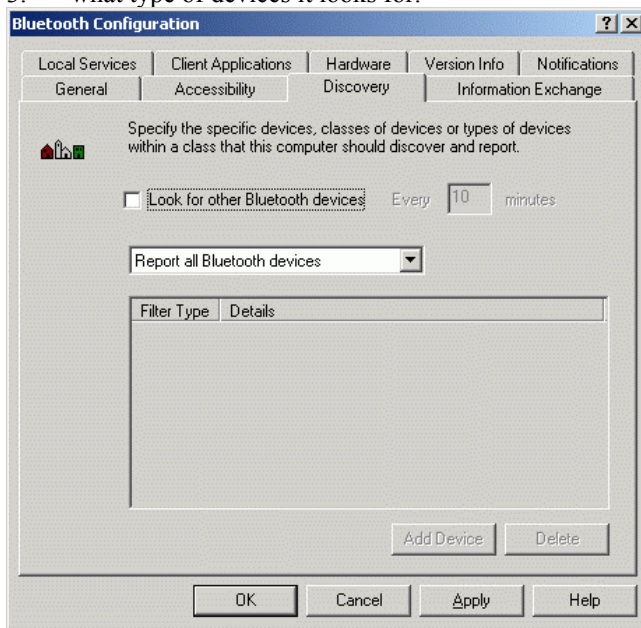 3. what type of devices it looks for.
Bluetooth Configuration
Local Services Client Applications Hardware Version Info Notifications
General Accessibility Discovery Information Exchange
Specify the specific devices, classes of devices or types of devices
within a class that this computer should discover and report.
Look for other Bluetooth devices Every 10 minutes
Report all Bluetooth devices
Filter Type Details
Add Device Delete
OK Cancel Apply Help